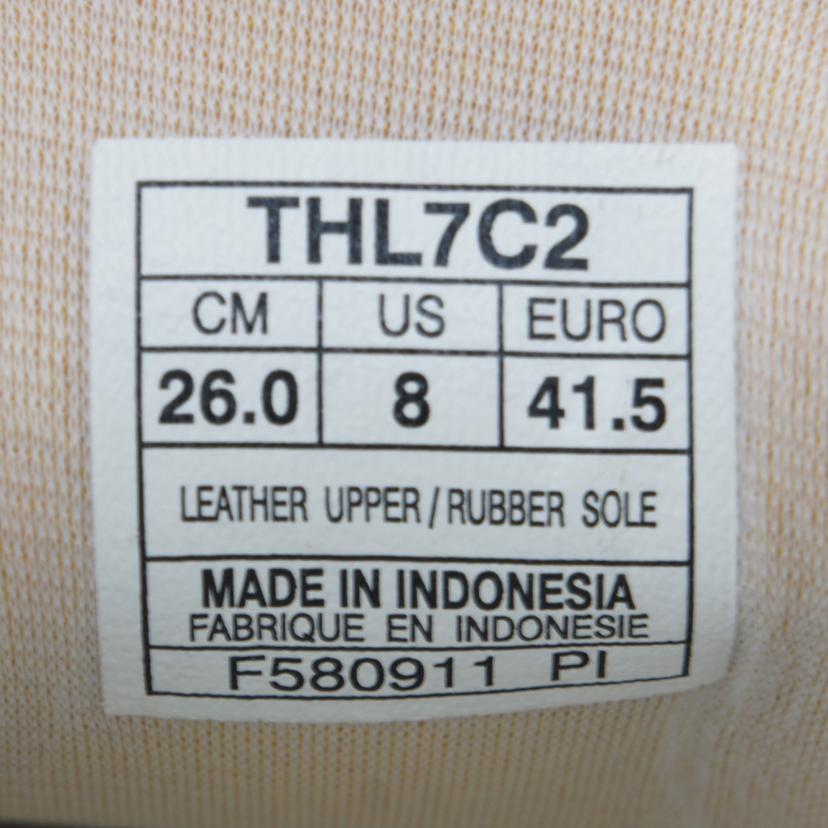 THL7C2
CM US EURO
26.0 8 41.5
LEATHER UPPER / RUBBER SOLE
MADE IN INDONESIA
FABRIQUE EN INDONESIE
F580911 PI